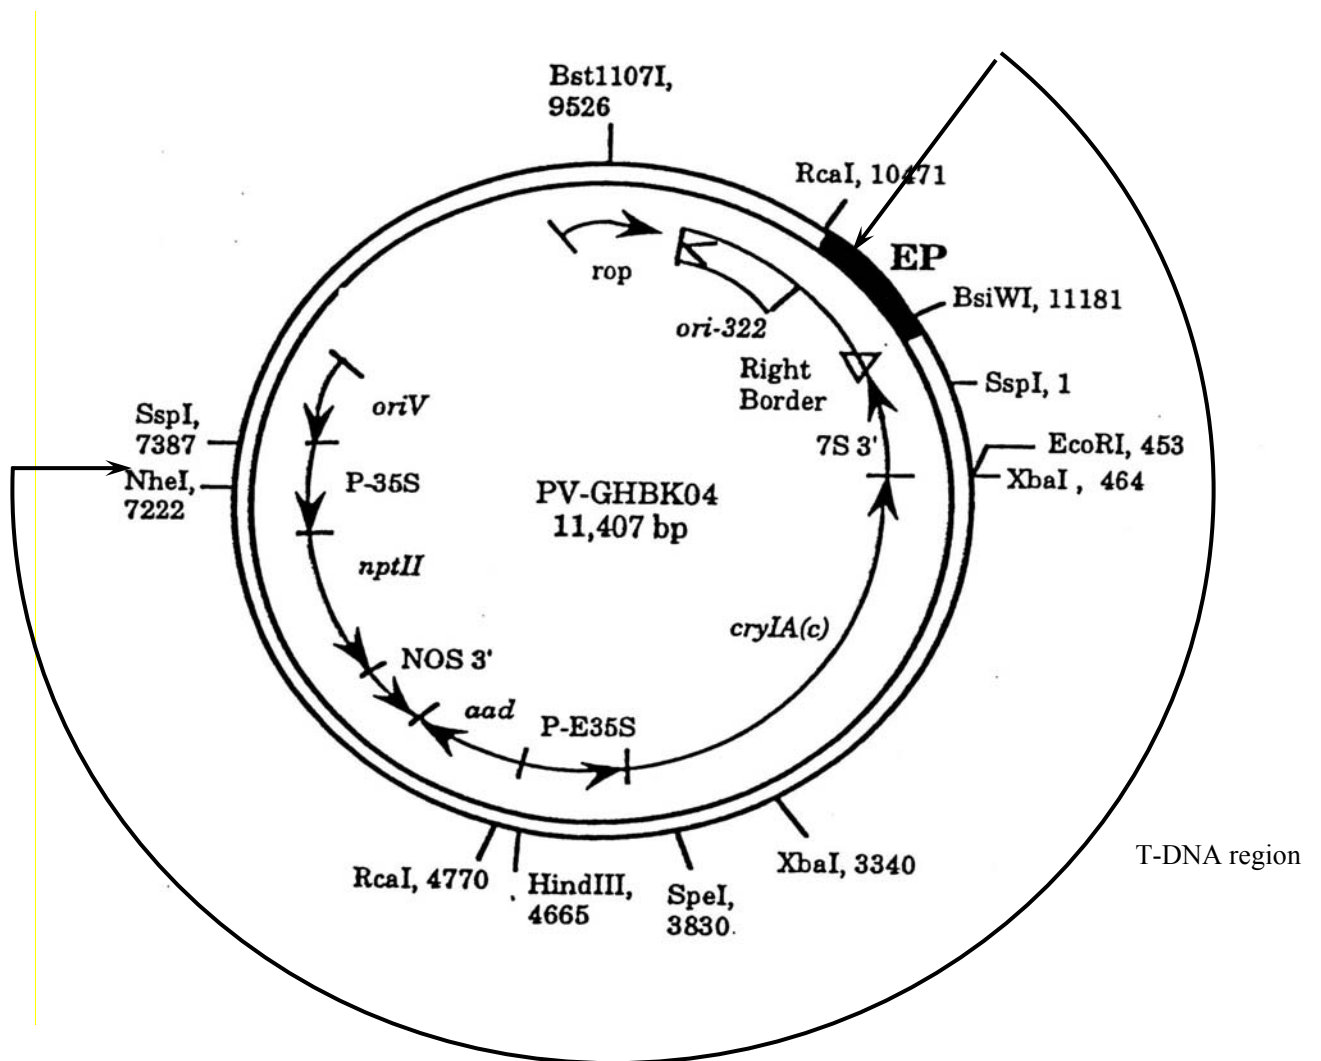 Bst1107I,
9526
RcaI, 10471
EP
BsiWI, 11181
rop
ori-322
Right
Border
SspI, 1
oriV
SspI,
7387
7S 3'
EcoRI, 453
NheI,
7222
P-35S
XbaI , 464
PV-GHBK04
11,407 bp
nptII
cryIA(c)
NOS 3'
aad
P-E35S
T-DNA region
XbaI, 3340
RcaI, 4770
HindIII,
4665
SpeI,
3830.